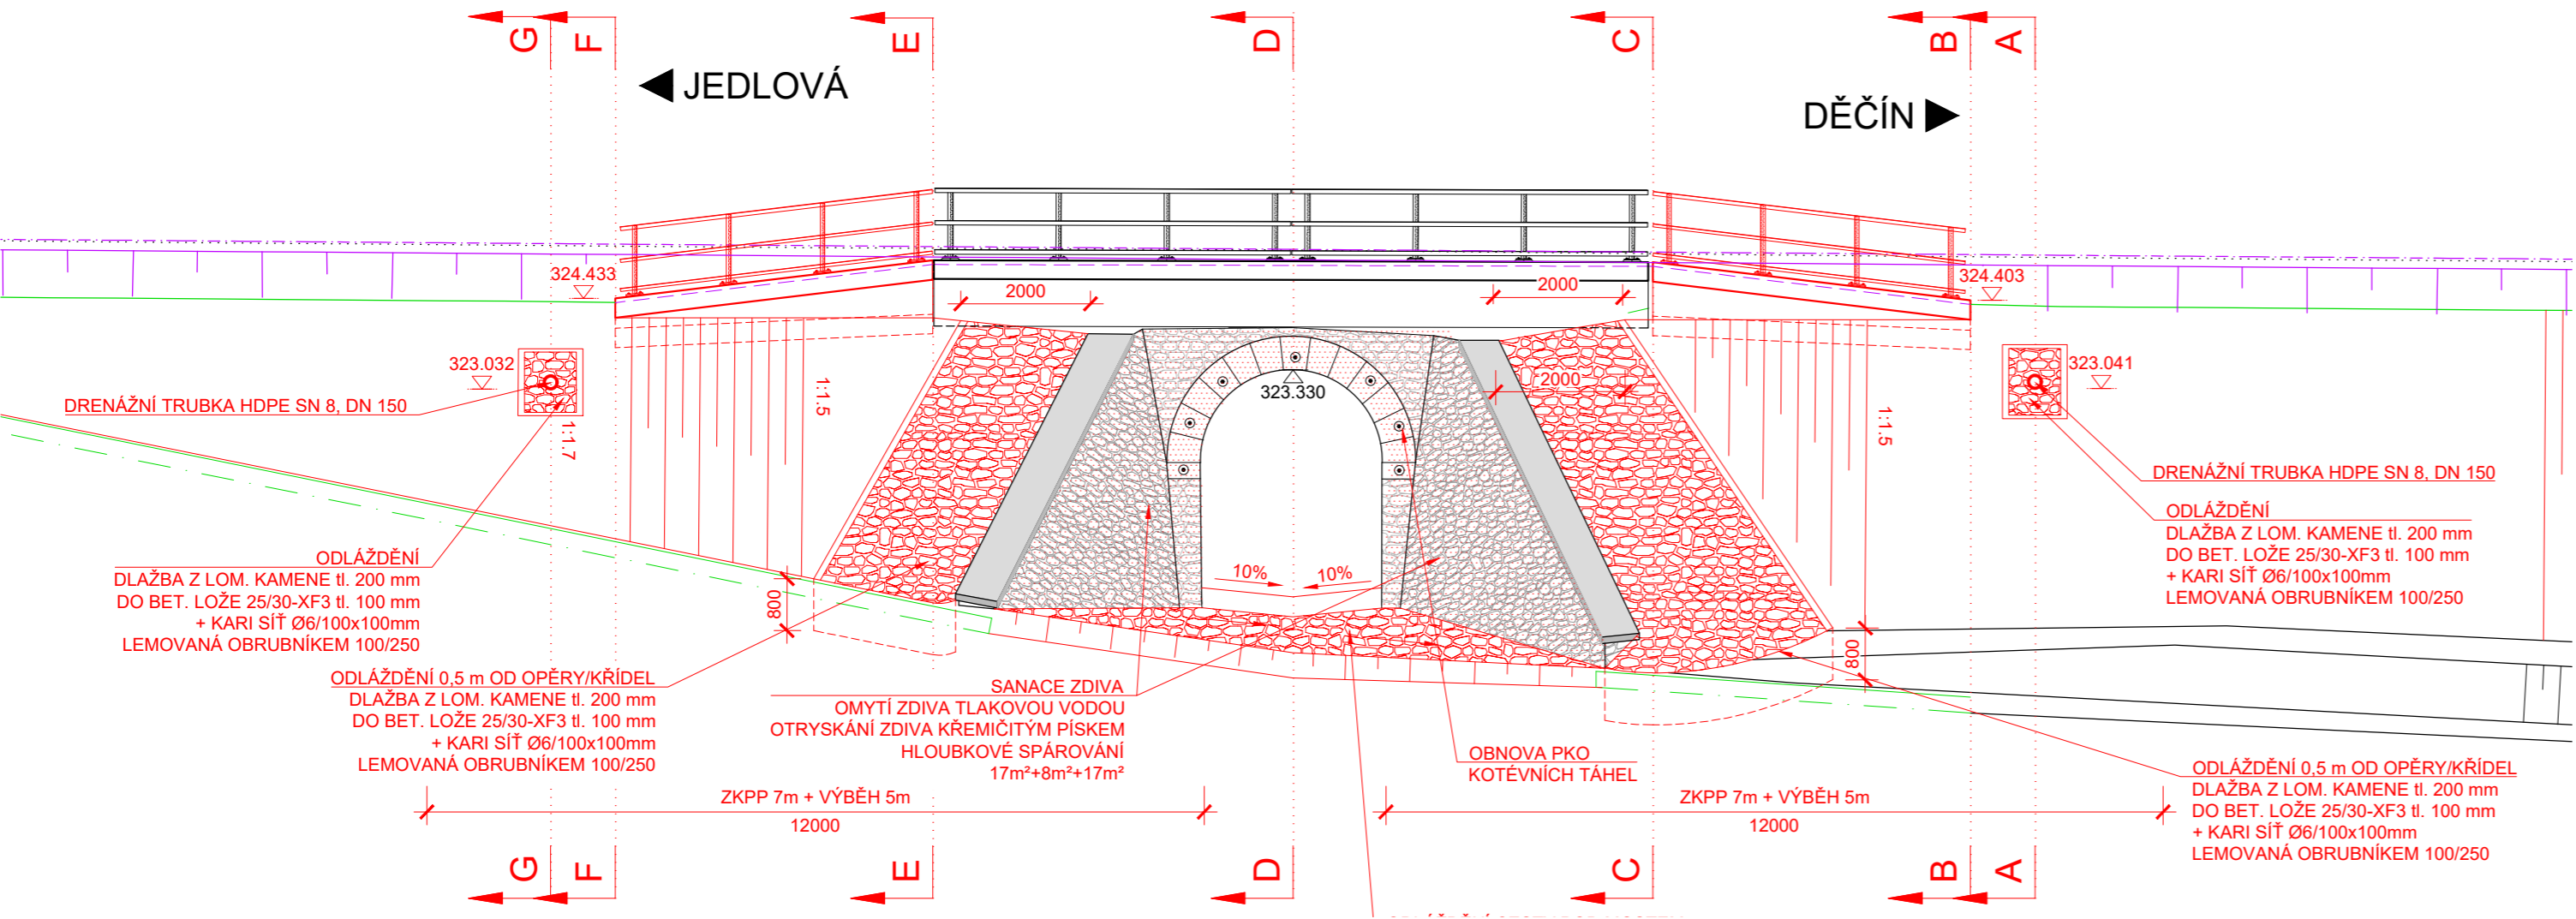 G F E D C B A
◀ JEDLOVÁ
DĚČÍN ▶
324.433
2000
2000
324.403
323.032
323.330
2000
323.041
DRENÁŽNÍ TRUBKA HDPE SN 8, DN 150
1:1.7
1:1.5
1:1.5
DRENÁŽNÍ TRUBKA HDPE SN 8, DN 150
ODLÁŽDĚNÍ
DLAŽBA Z LOM. KAMENE tl. 200 mm
DO BET. LOŽE 25/30-XF3 tl. 100 mm
+ KARI SÍŤ Ø6/100x100mm
LEMOVANÁ OBRUBNÍKEM 100/250
ODLÁŽDĚNÍ
DLAŽBA Z LOM. KAMENE tl. 200 mm
DO BET. LOŽE 25/30-XF3 tl. 100 mm
+ KARI SÍŤ Ø6/100x100mm
LEMOVANÁ OBRUBNÍKEM 100/250
10% 10%
800
800
ODLÁŽDĚNÍ 0,5 m OD OPĚRY/KŘÍDEL
DLAŽBA Z LOM. KAMENE tl. 200 mm
DO BET. LOŽE 25/30-XF3 tl. 100 mm
+ KARI SÍŤ Ø6/100x100mm
LEMOVANÁ OBRUBNÍKEM 100/250
SANACE ZDIVA
OMYTÍ ZDIVA TLAKOVOU VODOU
OTRYSKÁNÍ ZDIVA KŘEMIČITÝM PÍSKEM
HLOUBKOVÉ SPÁROVÁNÍ
17m²+8m²+17m²
OBNOVA PKO
KOTĚVNÍCH TÁHEL
ODLÁŽDĚNÍ 0,5 m OD OPĚRY/KŘÍDEL
DLAŽBA Z LOM. KAMENE tl. 200 mm
DO BET. LOŽE 25/30-XF3 tl. 100 mm
+ KARI SÍŤ Ø6/100x100mm
LEMOVANÁ OBRUBNÍKEM 100/250
ZKPP 7m + VÝBĚH 5m
12000
ZKPP 7m + VÝBĚH 5m
12000
G F E D C B A